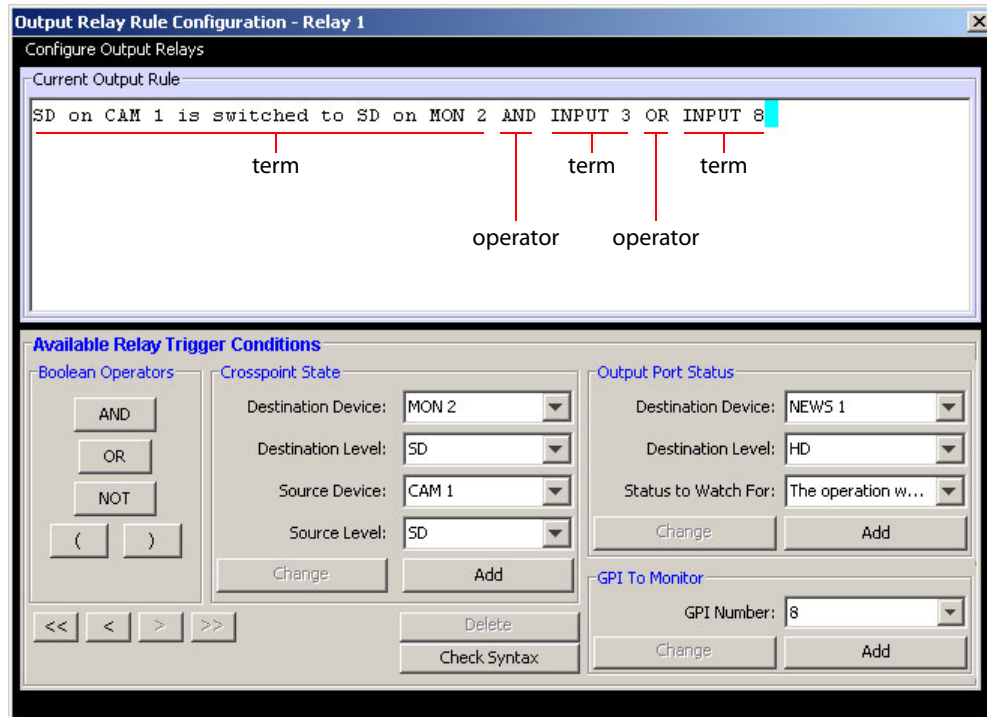 Output Relay Rule Configuration - Relay 1
Configure Output Relays
Current Output Rule
SD on CAM 1 is switched to SD on MON 2 AND INPUT 3 OR INPUT 8
term term term
operator operator
Available Relay Trigger Conditions
Boolean Operators
AND
OR
NOT
( )
Crosspoint State
Destination Device: MON 2
Destination Level: SD
Source Device: CAM 1
Source Level: SD
Change Add
Output Port Status
Destination Device: NEWS 1
Destination Level: HD
Status to Watch For: The operation w...
Change Add
GPI To Monitor
GPI Number: 8
Change Add
<< < > >>
Delete
Check Syntax